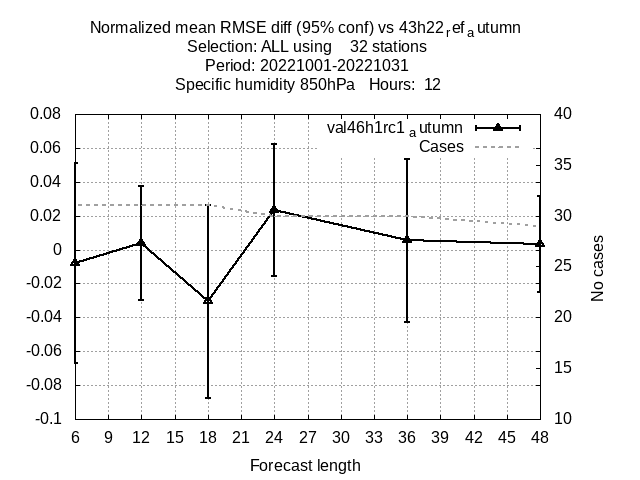 Normalized mean RMSE diff (95% conf) vs 43h22ref autumn
Selection: ALL using 32 stations
Period: 20221001-20221031
Specific humidity 850hPa Hours: 12
val46h1rc1autumn
Cases
0.08
0.06
0.04
0.02
0
-0.02
-0.04
-0.06
-0.08
-0.1
40
35
30
25
20
15
10
No cases
6 9 12 15 18 21 24 27 30 33 36 39 42 45 48
Forecast length